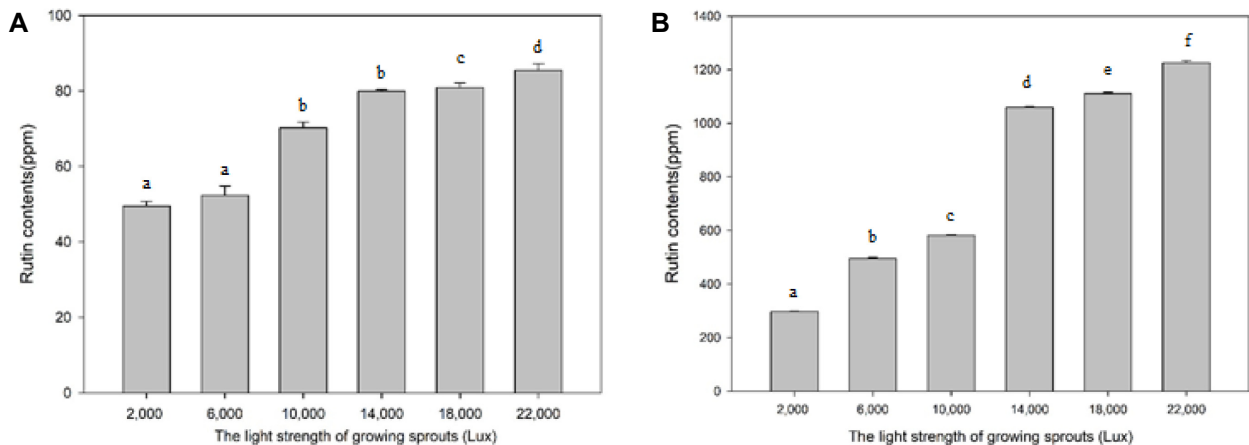 A
Rutin contents(ppm)
100
80
60
40
20
0
a
a
b
b
c
d
2,000
6,000
10,000
14,000
18,000
22,000
The light strength of growing sprouts (Lux)
B
Rutin contents(ppm)
1400
1200
1000
800
600
400
200
0
a
b
c
d
e
f
2,000
6,000
10,000
14,000
18,000
22,000
The light strength of growing sprouts (Lux)